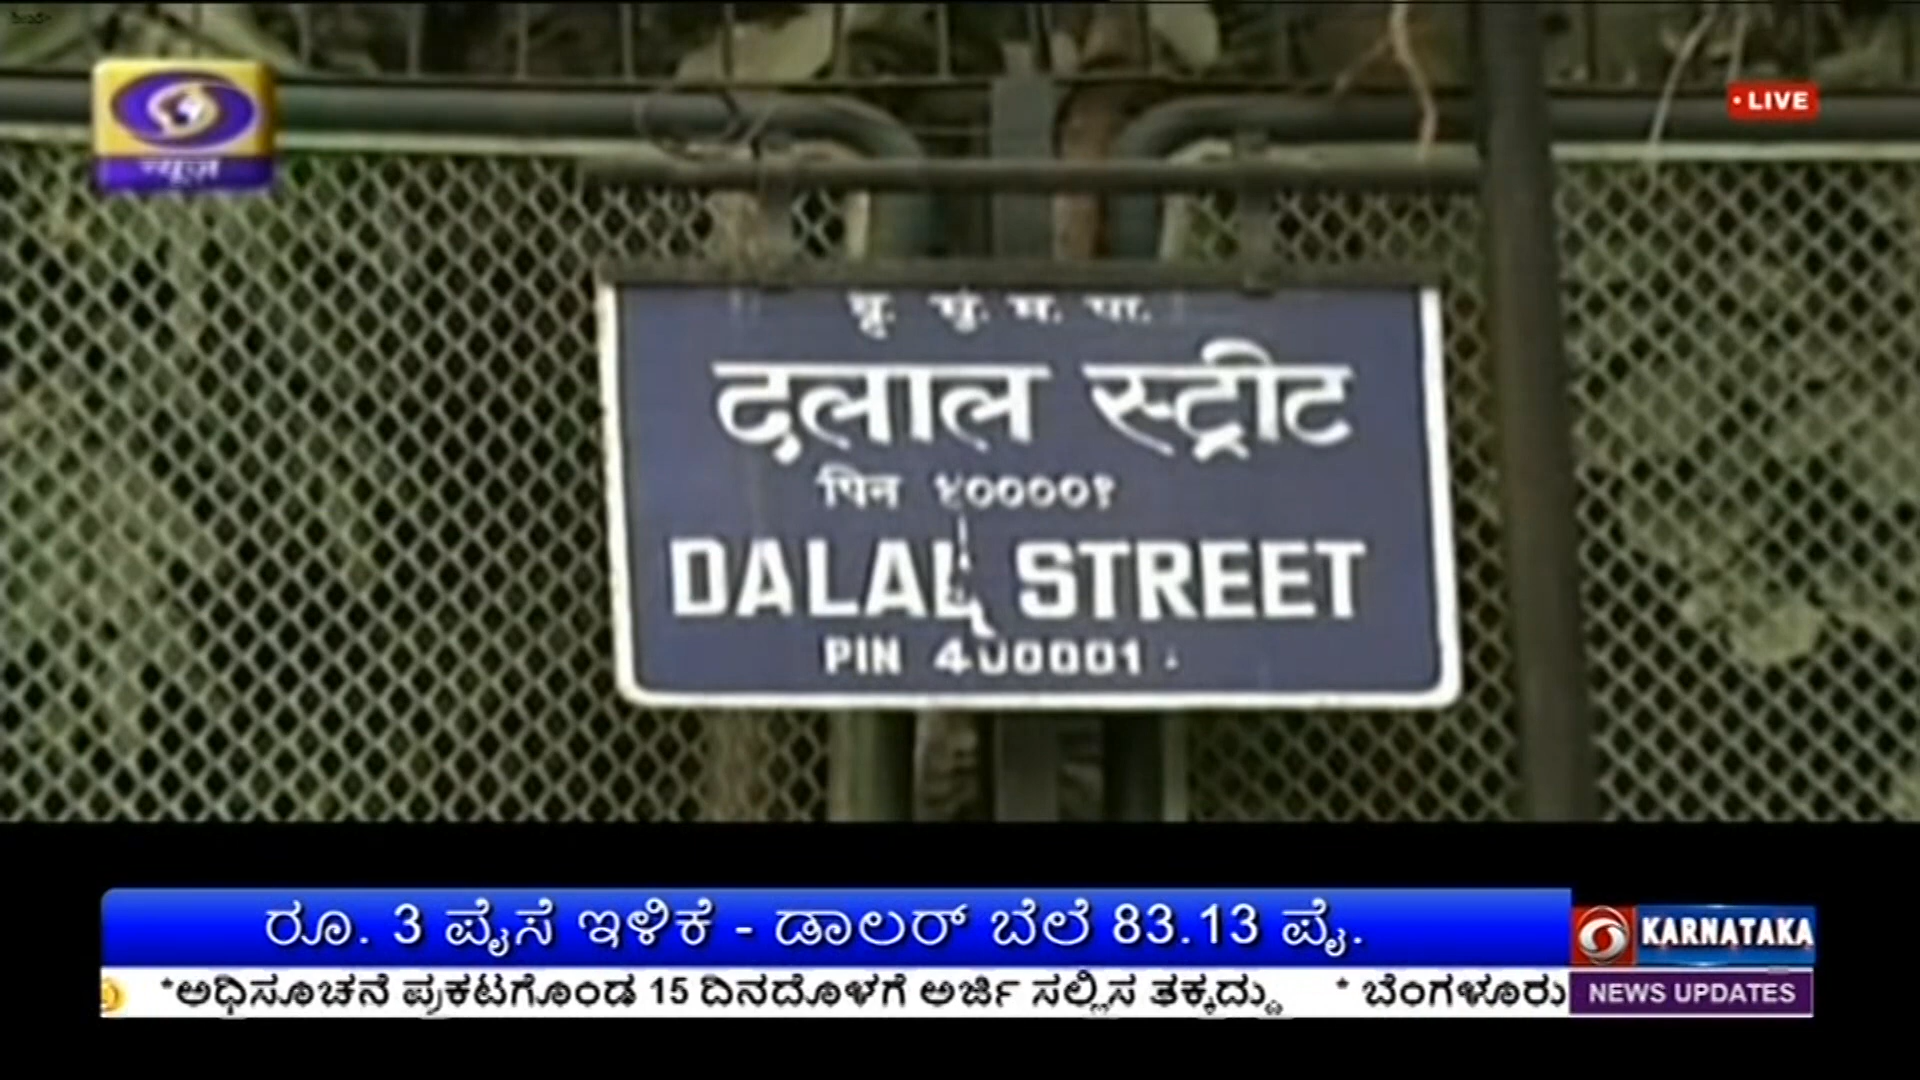 न्यूज़
• LIVE
बृ. मुं. म. पा.
दलाल स्ट्रीट
पिन ४००००१
DALAL STREET
PIN 400001.
ರೂ. 3 ಪೈಸೆ ಇಳಿಕೆ - ಡಾಲರ್ ಬೆಲೆ 83.13 ಪೈ.
KARNATAKA
*ಅಧಿಸೂಚನೆ ಪ್ರಕಟಗೊಂಡ 15 ದಿನದೊಳಗೆ ಅರ್ಜಿ ಸಲ್ಲಿಸ ತಕ್ಕದ್ದು * ಬೆಂಗಳೂರು
NEWS UPDATES